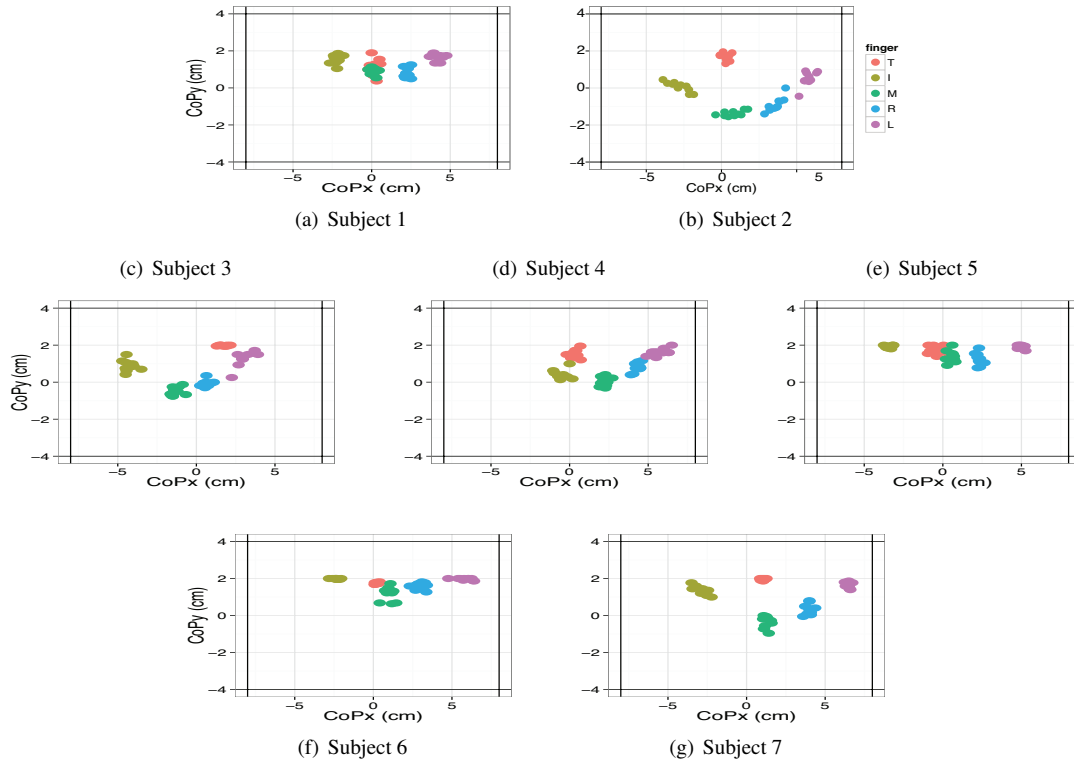 4
2
0
−2
−4
CoPy (cm)
−5
0
5
CoPx (cm)
(a) Subject 1
4
2
0
−2
−4
−5
0
5
CoPx (cm)
finger
T
I
M
R
L
(b) Subject 2
(c) Subject 3
(d) Subject 4
(e) Subject 5
4
2
0
−2
−4
CoPy (cm)
−5
0
5
CoPx (cm)
4
2
0
−2
−4
−5
0
5
CoPx (cm)
4
2
0
−2
−4
−5
0
5
CoPx (cm)
4
2
0
−2
−4
CoPy (cm)
−5
0
5
CoPx (cm)
(f) Subject 6
4
2
0
−2
−4
−5
0
5
CoPx (cm)
(g) Subject 7